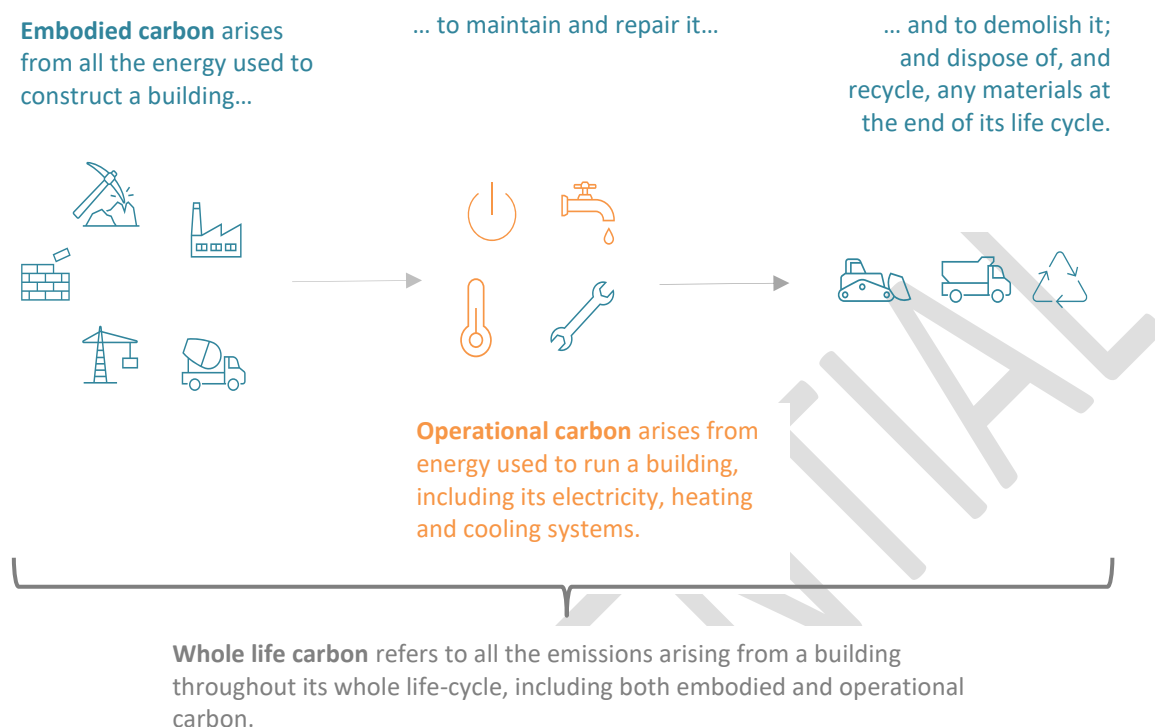 Embodied carbon arises
from all the energy used to
construct a building…
… to maintain and repair it…
… and to demolish it;
and dispose of, and
recycle, any materials at
the end of its life cycle.
Operational carbon arises from
energy used to run a building,
including its electricity, heating
and cooling systems.
Whole life carbon refers to all the emissions arising from a building
throughout its whole life-cycle, including both embodied and operational
carbon.